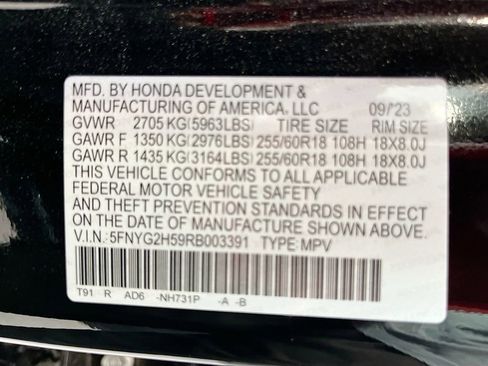 MFD. BY HONDA DEVELOPMENT &
MANUFACTURING OF AMERICA, LLC 09/23
GVWR 2705 KG(5963LBS) TIRE SIZE RIM SIZE
GAWR F 1350 KG(2976LBS) 255/60R18 108H 18X8.0J
GAWR R 1435 KG(3164LBS) 255/60R18 108H 18X8.0J
THIS VEHICLE CONFORMS TO ALL APPLICABLE
FEDERAL MOTOR VEHICLE SAFETY
AND THEFT PREVENTION STANDARDS IN EFFECT
ON THE DATE OF MANUFACTURE SHOWN ABOVE.
V.I.N.: 5FNYG2H59RB003391 TYPE: MPV
T91 R AD6 -NH731P -A -B